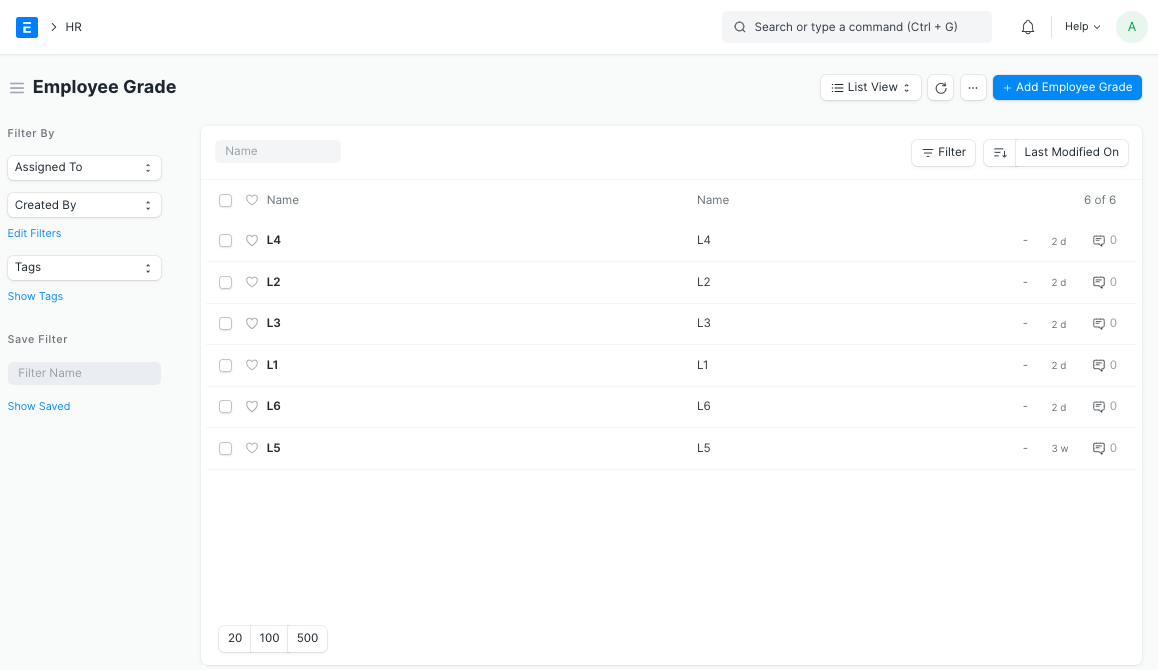 E
HR
Search or type a command (Ctrl + G)
Help
A
Employee Grade
List View
...
+ Add Employee Grade
Filter By
Assigned To
Created By
Edit Filters
Tags
Show Tags
Save Filter
Filter Name
Show Saved
Name
Filter
Last Modified On
Name Name 6 of 6
L4 L4 - 2 d 0
L2 L2 - 2 d 0
L3 L3 - 2 d 0
L1 L1 - 2 d 0
L6 L6 - 2 d 0
L5 L5 - 3 w 0
20 100 500